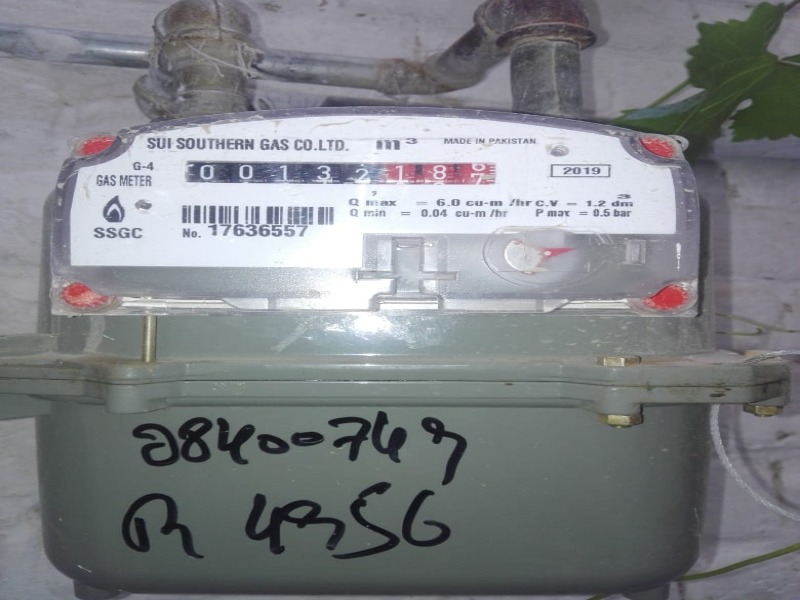 SUI SOUTHERN GAS CO.LTD. m³ MADE IN PAKISTAN
G-4
GAS METER
0 0 1 3 2 1 8
2019
Q max = 6.0 cu-m /hr C.V = 1.2 dm³
Q min = 0.04 cu-m /hr P max = 0.5 bar
SSGC
No. 17636557
R